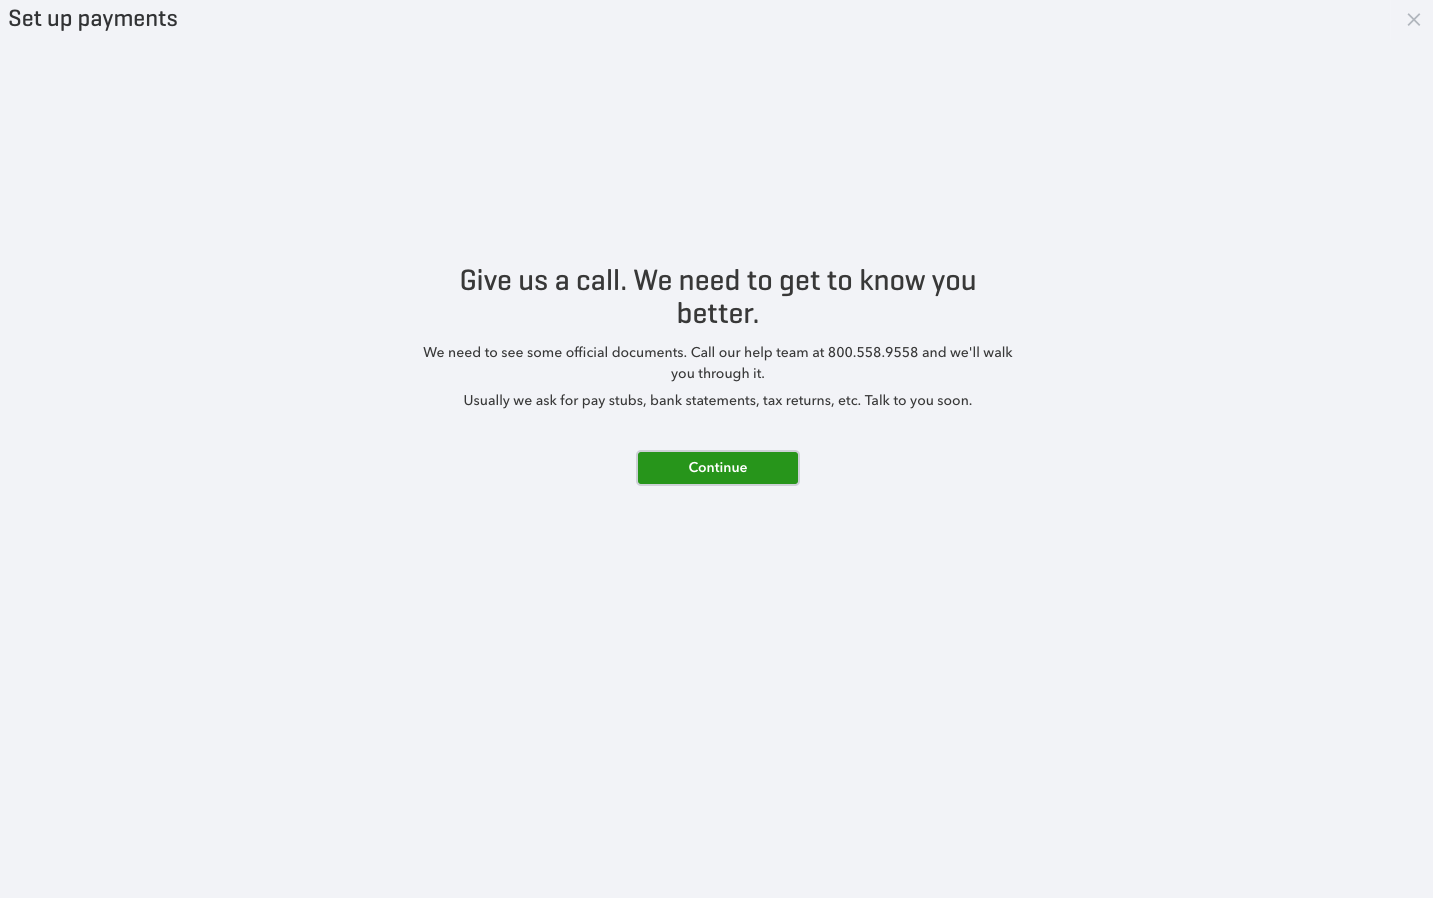 Set up payments
Give us a call. We need to get to know you
better.
We need to see some official documents. Call our help team at 800.558.9558 and we'll walk
you through it.
Usually we ask for pay stubs, bank statements, tax returns, etc. Talk to you soon.
Continue